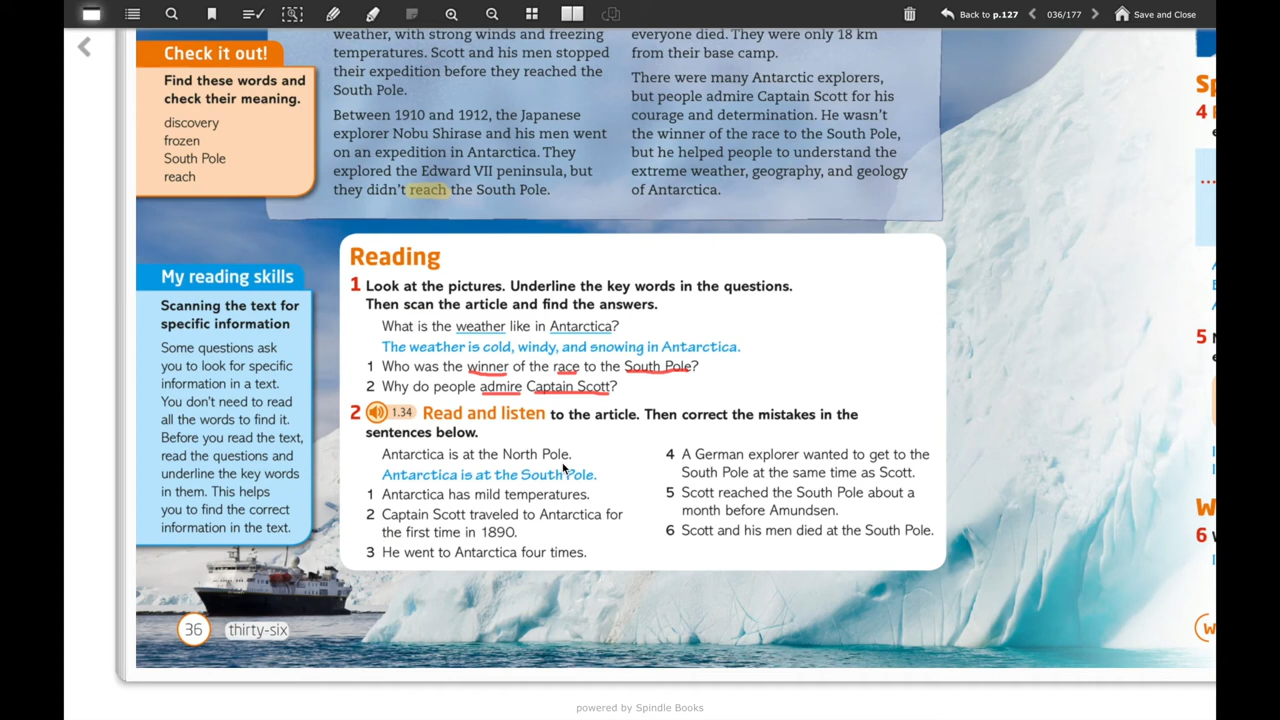 Back to p.127
036/177
Save and Close
Check it out!
Find these words and
check their meaning.
discovery
frozen
South Pole
reach
weather, with strong winds and freezing
temperatures. Scott and his men stopped
their expedition before they reached the
South Pole.
Between 1910 and 1912, the Japanese
explorer Nobu Shirase and his men went
on an expedition in Antarctica. They
explored the Edward VII peninsula, but
they didn't reach the South Pole.
everyone died. They were only 18 km
from their base camp.
There were many Antarctic explorers,
but people admire Captain Scott for his
courage and determination. He wasn't
the winner of the race to the South Pole,
but he helped people to understand the
extreme weather, geography, and geology
of Antarctica.
My reading skills
Scanning the text for
specific information
Some questions ask
you to look for specific
information in a text.
You don't need to read
all the words to find it.
Before you read the text,
read the questions and
underline the key words
in them. This helps
you to find the correct
information in the text.
Reading
1 Look at the pictures. Underline the key words in the questions.
Then scan the article and find the answers.
What is the weather like in Antarctica?
The weather is cold, windy, and snowing in Antarctica.
1 Who was the winner of the race to the South Pole?
2 Why do people admire Captain Scott?
2 1.34 Read and listen to the article. Then correct the mistakes in the
sentences below.
Antarctica is at the North Pole.
Antarctica is at the South Pole.
1 Antarctica has mild temperatures.
2 Captain Scott traveled to Antarctica for
the first time in 1890.
3 He went to Antarctica four times.
4 A German explorer wanted to get to the
South Pole at the same time as Scott.
5 Scott reached the South Pole about a
month before Amundsen.
6 Scott and his men died at the South Pole.
36 thirty-six
Sp
4
5
W
6
W
powered by Spindle Books